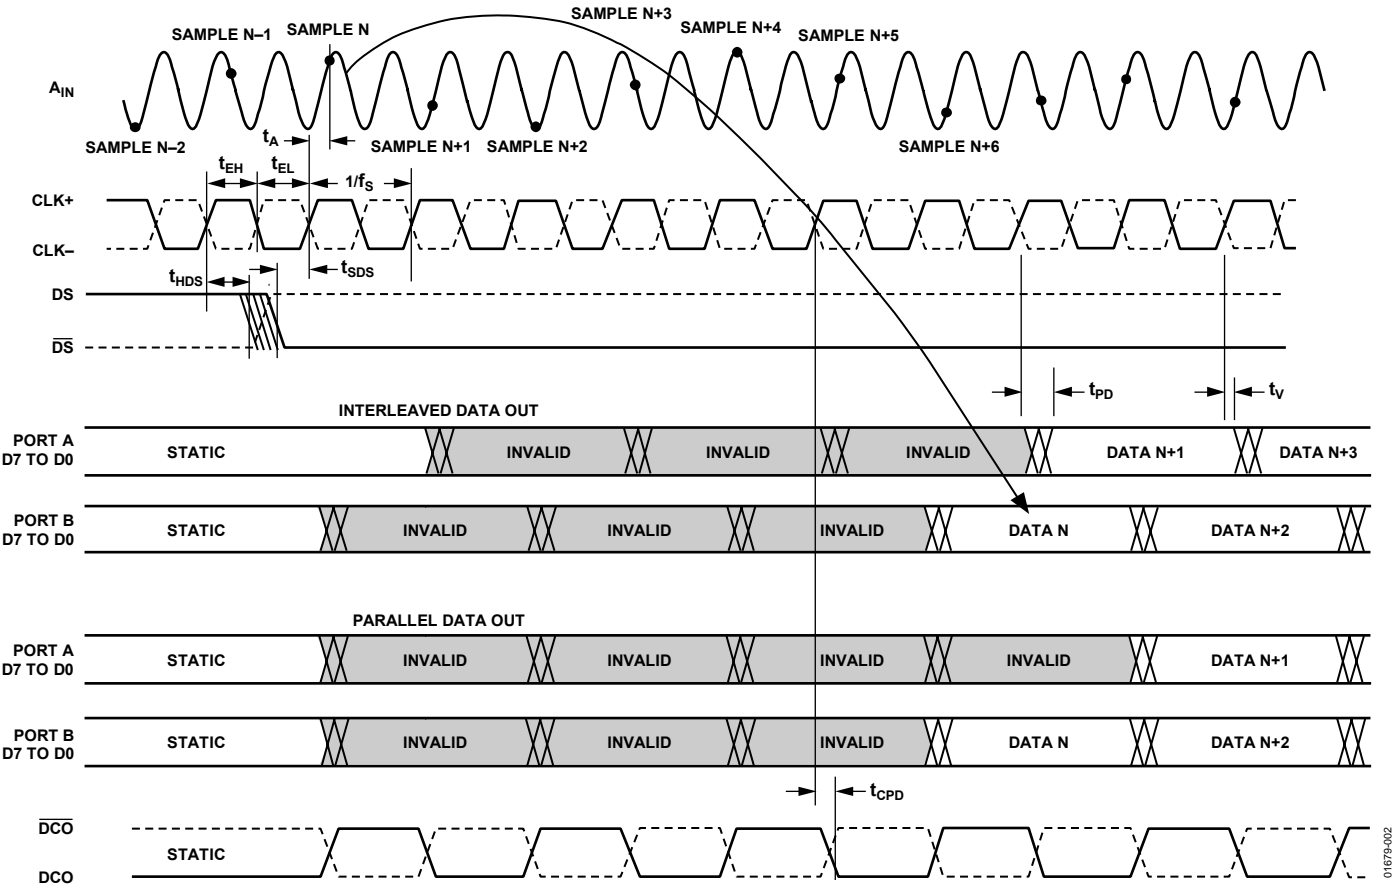 SAMPLE N–1
SAMPLE N
SAMPLE N+3
SAMPLE N+4
SAMPLE N+5
AIN
SAMPLE N–2
tA
SAMPLE N+1
SAMPLE N+2
SAMPLE N+6
tEH
tEL
1/fS
CLK+
CLK–
tHDS
tSDS
DS
D̅S̅
tPD
tV
INTERLEAVED DATA OUT
PORT A
D7 TO D0
STATIC
INVALID
INVALID
INVALID
DATA N+1
DATA N+3
PORT B
D7 TO D0
STATIC
INVALID
INVALID
INVALID
DATA N
DATA N+2
PARALLEL DATA OUT
PORT A
D7 TO D0
STATIC
INVALID
INVALID
INVALID
INVALID
DATA N+1
PORT B
D7 TO D0
STATIC
INVALID
INVALID
INVALID
DATA N
DATA N+2
tCPD
D̅C̅O̅
STATIC
DCO
01679-002